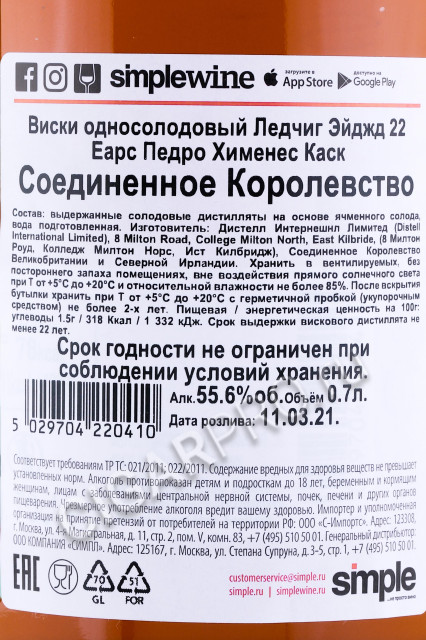 simplewine
загрузите в
App Store
доступно на
Google Play
Виски односолодовый Ледчиг Эйджд 22
Еарс Педро Хименес Каск
Соединенное Королевство
Состав: выдержанные солодовые дистилляты на основе ячменного солода,
вода подготовленная. Изготовитель: Дистелл Интернешнл Лимитед (Distell
International Limited), 8 Milton Road, College Milton North, East Kilbride, (8 Милтон
Роуд, Колледж Милтон Норс, Ист Килбридж), Соединенное Королевство
Великобритании и Северной Ирландии. Хранить в вентилируемых, без
постороннего запаха помещениях, вне воздействия прямого солнечного света
при Т от +5°С до +20°С и относительной влажности не более 85%. После вскрытия
бутылки хранить при Т от +5°С до +20°С с герметичной пробкой (укупорочным
средством) не более 2-х лет. Пищевая / энергетическая ценность на 100г:
углеводы 1.5г / 318 Ккал / 1 332 кДж. Срок выдержки вискового дистиллята не
менее 22 лет.
Срок годности не ограничен при
соблюдении условий хранения.
Алк. 55.6%об. Объём 0.7л.
Дата розлива: 11.03.21.
5 029704 220410
Соответствует требованиям ТР ТС: 021/2011; 022/2011. Содержание вредных для здоровья веществ не превышает
установленных норм. Алкоголь противопоказан детям и подросткам до 18 лет, беременным и кормящим
женщинам, лицам с заболеваниями центральной нервной системы, почек, печени и других органов
пищеварения. Чрезмерное употребление алкоголя вредит вашему здоровью. Импортер и уполномоченная
организация на принятие претензий от потребителей на территории РФ: ООО «С-Импортс». Адрес: 123308,
г. Москва, 4-я Магистральная, д. 11, стр. 2, пом. V, комн. 83, +7 (495) 510 50 01. Генеральный дистрибьютор:
ООО КОМПАНИЯ «СИМПЛ». Адрес: 125167, г. Москва, ул. Степана Супруна, д. 3-5, стр. 1, +7 (495) 510 50 01.
EAC
70
GL
51
FOR
customerservice@simple.ru
simple.ru | simplewine.ru
simple
...не просто вино